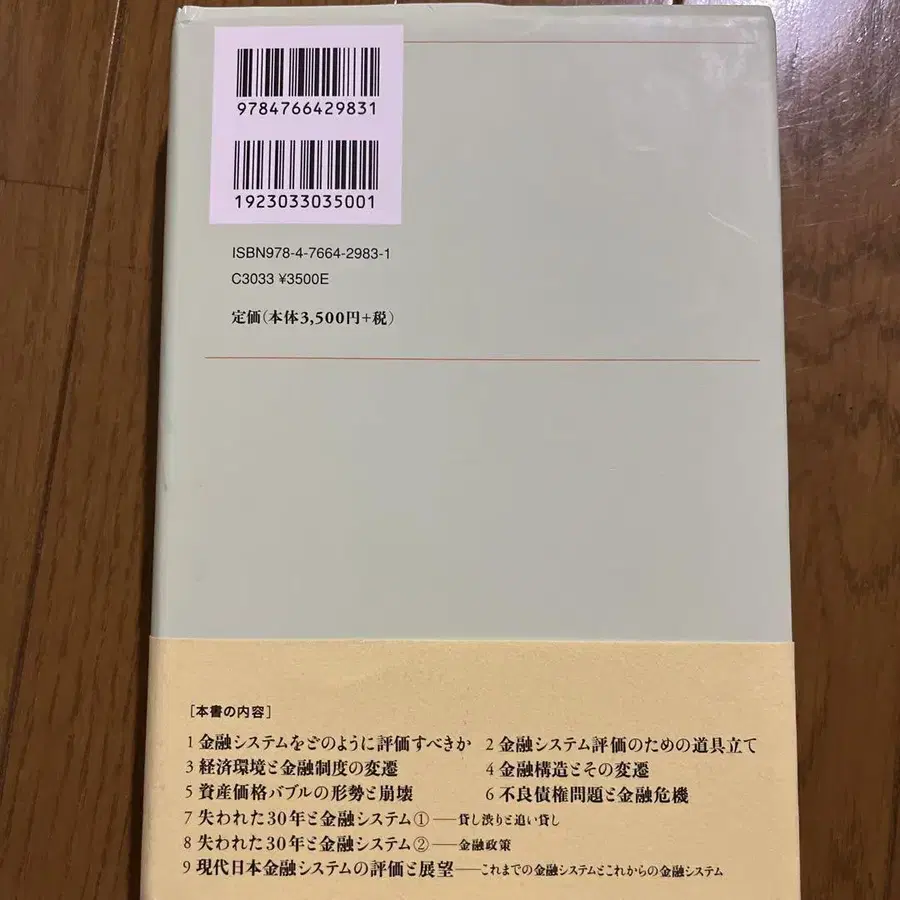 9784766429831
1923033035001
ISBN978-4-7664-2983-1
C3033 ¥3500E
定価(本体3,500円+税)
[本書の内容]
1 金融システムをどのように評価すべきか 2 金融システム評価のための道具立て
3 経済環境と金融制度の変遷 4 金融構造とその変遷
5 資産価格バブルの形勢と崩壊 6 不良債権問題と金融危機
7 失われた30年と金融システム①――貸し渋りと追い貸し
8 失われた30年と金融システム②――金融政策
9 現代日本金融システムの評価と展望――これまでの金融システムとこれからの金融システム